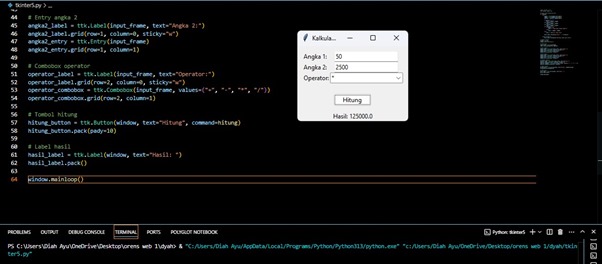 tkinter5.py > ...
44 # Entry angka 2
45 angka2_label = ttk.Label(input_frame, text="Angka 2:")
46 angka2_label.grid(row=1, column=0, sticky="w")
47 angka2_entry = ttk.Entry(input_frame)
48 angka2_entry.grid(row=1, column=1)
49
50 # Combobox operator
51 operator_label = ttk.Label(input_frame, text="Operator:")
52 operator_label.grid(row=2, column=0, sticky="w")
53 operator_combobox = ttk.Combobox(input_frame, values=("+", "-", "*", "/"))
54 operator_combobox.grid(row=2, column=1)
55
56 # Tombol hitung
57 hitung_button = ttk.Button(window, text="Hitung", command=hitung)
58 hitung_button.pack(pady=10)
59
60 # Label hasil
61 hasil_label = ttk.Label(window, text="Hasil: ")
62 hasil_label.pack()
63
64 window.mainloop()
Kalkula...
Angka 1: 50
Angka 2: 2500
Operator: *
Hitung
Hasil: 125000.0
PROBLEMS OUTPUT DEBUG CONSOLE TERMINAL PORTS POLYGLOT NOTEBOOK
Python: tkinter5
PS C:\Users\Diah Ayu\OneDrive\Desktop\orens web 1\dyah> & "C:/Users/Diah Ayu/AppData/Local/Programs/Python/Python313/python.exe" "c:/Users/Diah Ayu/OneDrive/Desktop/orens web 1/dyah/tkin
ter5.py"